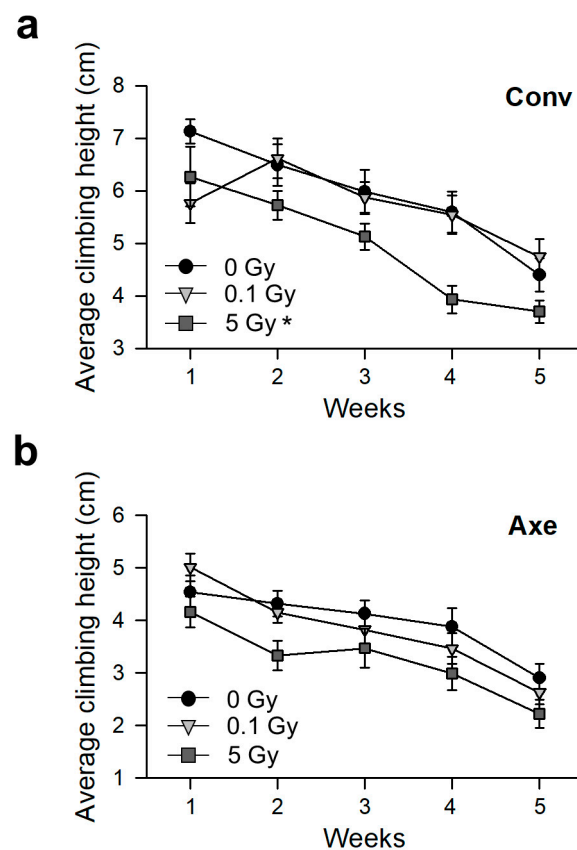 a
Conv
Average climbing height (cm)
8
7
6
5
4
3
0 Gy
0.1 Gy
5 Gy *
1 2 3 4 5
Weeks
b
Axe
Average climbing height (cm)
6
5
4
3
2
1
0 Gy
0.1 Gy
5 Gy
1 2 3 4 5
Weeks